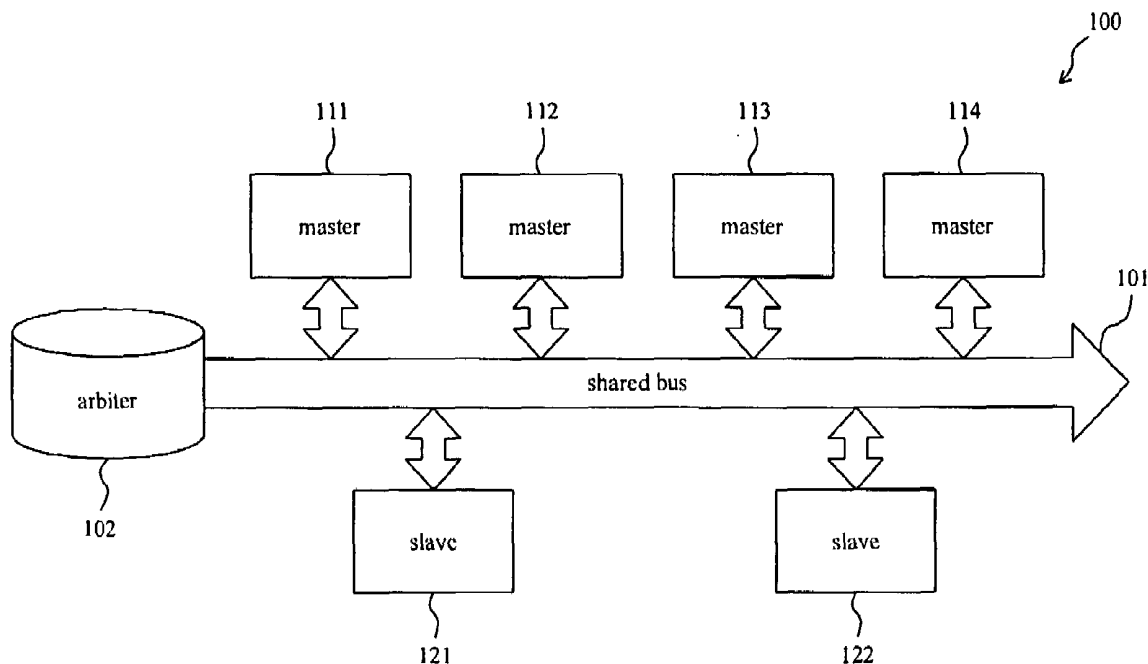 100
111
112
113
114
master
master
master
master
101
shared bus
arbiter
102
slave
slave
121
122